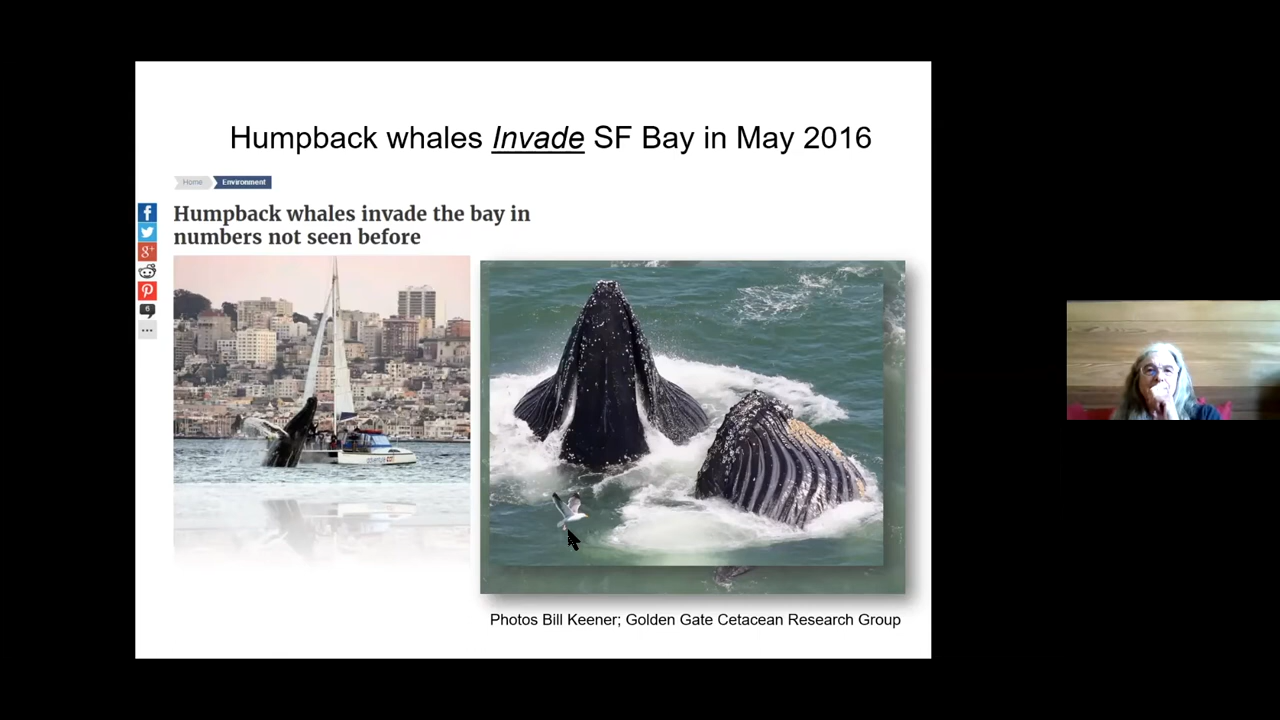 Humpback whales Invade SF Bay in May 2016
Home Environment
Humpback whales invade the bay in
numbers not seen before
6
Photos Bill Keener; Golden Gate Cetacean Research Group